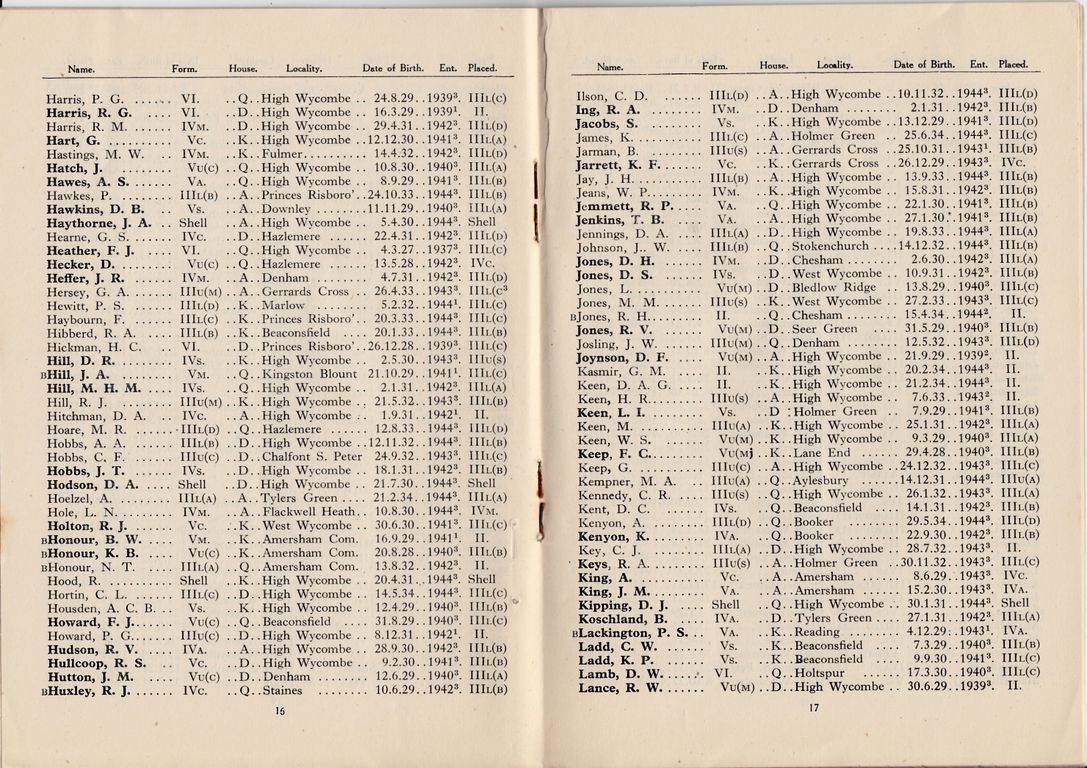 Name. Form. House. Locality. Date of Birth. Ent. Placed.
Harris, P. G. ...... VI. ..Q..High Wycombe .. 24.8.29..1939³. IIIL(C)
Harris, R. G. .... VI. ..D..High Wycombe .. 16.3.29..1939¹. II.
Harris, R. M. .... IVM. ..D..High Wycombe .. 29.4.31..1942³. IIIL(D)
Hart, G. ......... Vc. ..K..High Wycombe ..12.12.30..1941³. IIIL(A)
Hastings, M. W. .. IVM. ..K..Fulmer......... 14.4.32..1942³. IIIL(D)
Hatch, J. ........ VU(C) ..Q..High Wycombe .. 10.8.30..1940³. IIIL(A)
Hawes, A. S. ...... VA. ..Q..High Wycombe .. 8.9.29..1941³. IIIL(B)
Hawkes, P. ....... IIIL(B) ..A..Princes Risboro'..24.10.33..1944³. IIIL(B)
Hawkins, D. B. .. Vs. ..A..Downley ........11.11.29..1940³. IIIL(A)
Haythorne, J. A. .. Shell ..A..High Wycombe .. 5.4.30..1944³. Shell
Hearne, G. S. .... IVC. ..D..Hazlemere ...... 22.4.31..1942³. IIIL(D)
Heather, F. J. .... VI. ..Q..High Wycombe .. 4.3.27..1937³. IIIL(C)
Hecker, D. ....... VU(C) ..Q..Hazlemere ...... 13.5.28..1942³. IVC.
Heffer, J. R. ..... IVM. ..A..Denham ........ 4.7.31..1942³. IIIL(D)
Hersey, G. A. .... IIIU(M) ..A..Gerrards Cross .. 26.4.33..1943³. IIIL(C³
Hewitt, P. S. ..... IIIL(D) ..K..Marlow ........ 5.2.32..1944¹. IIIL(C)
Haybourn, F. ..... IIIL(C) ..K..Princes Risboro'.. 20.3.33..1944³. IIIL(C)
Hibberd, R. A. .... IIIL(B) ..K..Beaconsfield .... 20.1.33..1944³. IIIL(B)
Hickman, H. C. .. VI. ..D..Princes Risboro'..26.12.28..1939³. IIIL(C)
Hill, D. R. ....... IVs. ..K..High Wycombe .. 2.5.30..1943³. IIIU(S)
BHill, J. A. ....... VM. ..Q..Kingston Blount 21.10.29..1941¹. IIIL(C)
Hill, M. H. M. .... IVs. ..Q..High Wycombe .. 2.1.31..1942³. IIIL(A)
Hill, R. J. ........ IIIU(M) ..K..High Wycombe .. 21.5.32..1943³. IIIL(B)
Hitchman, D. A. .. IVC. ..A..High Wycombe .. 1.9.31..1942¹. II.
Hoare, M. R. ..... IIIL(D) ..Q..Hazlemere ...... 12.8.33..1944³. IIIL(D)
Hobbs, A. A. ..... IIIL(B) ..D..High Wycombe ..12.11.32..1944³. IIIL(D)
Hobbs, C. F. ..... IIIU(C) ..D..Chalfont S. Peter 24.9.32..1943³. IIIL(C)
Hobbs, J. T. ..... IVs. ..D..High Wycombe .. 18.1.31..1942³. IIIL(B)
Hodson, D. A. .... Shell ..D..High Wycombe .. 21.7.30..1944³. Shell
Hoelzel, A. ....... IIIL(A) ..A..Tylers Green .... 21.2.34..1944³. IIIL(A)
Hole, L. N. ....... IVM. ..A..Flackwell Heath.. 10.8.30..1944³. IVM.
Holton, R. J. ..... Vc. ..K..West Wycombe .. 30.6.30..1941³. IIIL(C)
BHonour, B. W. .... VM. ..K..Amersham Com. 16.9.29..1941¹. II.
BHonour, K. B. .... VU(C) ..K..Amersham Com. 20.8.28..1940³. IIIL(B)
BHonour, N. T. .... IIIL(A) ..Q..Amersham Com. 13.8.32..1942³. II.
Hood, R. ......... Shell ..K..High Wycombe .. 20.4.31...1944³. Shell
Hortin, C. L. ...... IIIL(C) ..D..High Wycombe .. 14.5.34..1944³. IIIL(C)
Housden, A. C. B. .. Vs. ..K..High Wycombe .. 12.4.29..1940³. IIIL(B)
Howard, F. J....... VU(C) ..Q..Beaconsfield .... 31.8.29..1940³. IIIL(C)
Howard, P. G...... IIIU(C) ..D..High Wycombe .. 8.12.31..1942¹. II.
Hudson, R. V. .... IVA. ..A..High Wycombe .. 28.9.30..1942³. IIIL(B)
Hullcoop, R. S. .. Vc. ..D..High Wycombe .. 9.2.30..1941³. IIIL(B)
Hutton, J. M. ..... VU(C) ..D..Denham ........ 12.6.29..1940³. IIIL(A)
BHuxley, R. J. ..... IVC. ..Q..Staines ........ 10.6.29..1942³. IIIL(B)
16
Name. Form. House. Locality. Date of Birth. Ent. Placed.
Ilson, C. D. ...... IIIL(D) ..A..High Wycombe ..10.11.32..1944³. IIIL(D)
Ing, R. A. ........ IVM. ..D..Denham ........ 2.1.31..1942³. IIIL(B)
Jacobs, S. ........ Vs. ..K..High Wycombe ..13.12.29..1941³. IIIL(D)
James, K. ........ IIIL(C) ..A..Holmer Green .. 25.6.34..1944³. IIIL(C)
Jarman, B. ....... IIIU(S) ..A..Gerrards Cross ..25.10.31..1943¹. IIIL(B)
Jarrett, K. F. ..... Vc. ..K..Gerrards Cross ..26.12.29..1943³. IVC.
Jay, J. H. ........ IIIL(B) ..A..High Wycombe .. 13.9.33..1944³. IIIL(B)
Jeans, W. P....... IVM. ..K..High Wycombe .. 15.8.31..1942³. IIIL(B)
Jemmett, R. P. .... VA. ..Q..High Wycombe .. 22.1.30..1941³. IIIL(B)
Jenkins, T. B. .... VA. ..A..High Wycombe .. 27.1.30..1941³. IIIL(B)
Jennings, D. A. .... IIIL(A) ..D..High Wycombe .. 19.8.33..1944³. IIIL(A)
Johnson, J. W. .... IIIL(B) ..Q..Stokenchurch ....14.12.32..1944³. IIIL(B)
Jones, D. H. ...... IVM. ..D..Chesham ....... 2.6.30..1942³. IIIL(A)
Jones, D. S. ...... IVs. ..D..West Wycombe .. 10.9.31..1942³. IIIL(B)
Jones, L. ......... VU(M) ..D..Bledlow Ridge .. 13.8.29..1940³. IIIL(C)
Jones, M. M. ..... IIIU(S) ..K..West Wycombe .. 27.2.33..1943³. IIIL(C)
BJones, R. H. ...... II. ..Q..Chesham ....... 15.4.34..1944². II.
Jones, R. V. ...... VU(M) ..D..Seer Green ..... 31.5.29..1940³. IIIL(B)
Josling, J. W. ..... IIIU(M) ..Q..Denham ........ 12.5.32..1943³. IIIL(D)
Joynson, D. F. .... VU(M) ..A..High Wycombe .. 21.9.29..1939². II.
Kasmir, G. M. .... II. ..K..High Wycombe .. 20.2.34..1944³. II.
Keen, D. A. G. .... II. ..K..High Wycombe .. 21.2.34..1944³. II.
Keen, H. R........ IIIU(S) ..A..High Wycombe .. 7.6.33..1943². II.
Keen, L. I. ....... Vs. ..D :Holmer Green .. 7.9.29..1941³. IIIL(B)
Keen, M. ......... IIIU(A) ..K..High Wycombe .. 25.1.31..1942³. IIIL(A)
Keen, W. S. ...... VU(M) ..K..High Wycombe .. 9.3.29..1940³. IIIL(A)
Keep, F. C........ VU(Mj ..K..Lane End ...... 29.4.28..1940³. IIIL(B)
Keep, G. ......... IIIU(C) ..A..High Wycombe ..24.12.32..1943³. IIIL(B)
Kempner, M. A. .. IIIU(A) ..Q..Aylesbury ......14.12.31..1944³. IIIU(A)
Kennedy, C. R. .... IIIU(S) ..Q..High Wycombe .. 26.1.32..1943³. IIIL(A)
Kent, D. C. ...... IVs. ..Q..Beaconsfield .... 14.1.31..1942³. IIIL(B)
Kenyon, A. ....... IIIL(D) ..Q..Booker ........ 29.5.34..1944³. IIIL(D)
Kenyon, K. ....... IVA. ..Q..Booker ........ 22.9.30..1942³. IIIL(B)
Key, C. J. ........ IIIL(A) ..D..High Wycombe .. 28.7.32..1943³. II.
Keys, R. A. ...... IIIU(S) ..A..Holmer Green ..30.11.32..1943³. IIIL(C)
King, A. ......... Vc. .A..Amersham ...... 8.6.29..1943³. IVC.
King, J. M. ....... VA. ..A..Amersham ...... 15.2.30..1943³. IVA.
Kipping, D. J. .... Shell ..Q..High Wycombe .. 30.1.31..1944³. Shell
Koschland, B. .... IVA. ..D..Tylers Green .... 27.1.31..1942³. IIIL(A)
BLackington, P. S. .. VA. ..K..Reading ........ 4.12.29..1943¹. IVA.
Ladd, C. W. ...... Vs. ..K..Beaconsfield .... 7.3.29..1940³. IIIL(B)
Ladd, K. P. ...... Vs. ..K..Beaconsfield .... 9.9.30..1941³. IIIL(C)
Lamb, D. W. ...... VI. ..Q..Holtspur ....... 17.3.30..1940³. IIIL(C)
Lance, R. W. ..... VU(M) ..D..High Wycombe .. 30.6.29..1939³. II.
17